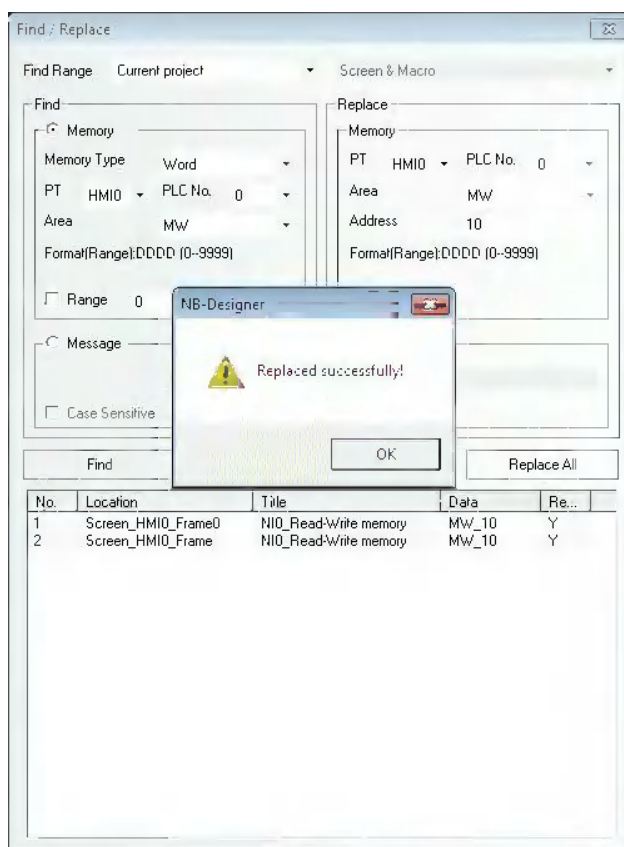 Find / Replace
Find Range Current project Screen & Macro
Find Replace
Memory Memory
Memory Type Word PT HMI0 PLC No. 0
PT HMI0 PLC No. 0 Area MW
Area MW Address 10
Format(Range):DDDD (0--9999) Format(Range):DDDD (0--9999)
Range 0 NB-Designer
Message
Replaced successfully!
Case Sensitive
OK
Find Replace All
No. Location Title Data Re...
1 Screen_HMI0_Frame0 NI0_Read-Write memory MW_10 Y
2 Screen_HMI0_Frame NI0_Read-Write memory MW_10 Y